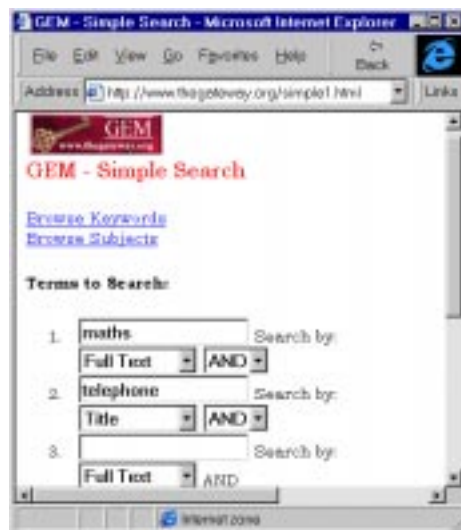 GEM - Simple Search - Microsoft Internet Explorer
File Edit View Go Favorites Help Back
Address http://www.thegateway.org/simple1.html Links
GEM
www.thegateway.org
GEM - Simple Search
Browse Keywords
Browse Subjects
Terms to Search:
1. maths Search by:
Full Text AND
2. telephone Search by:
Title AND
3. Search by:
Full Text AND
Internet zone